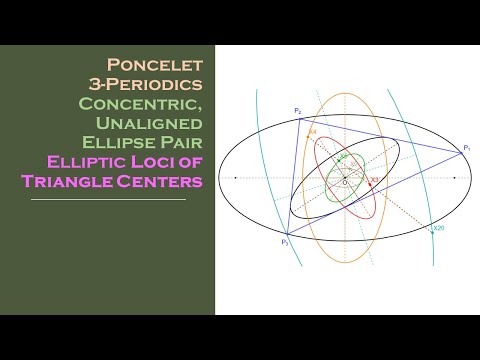 Poncelet
3-Periodics
Concentric,
Unaligned
Ellipse Pair
Elliptic Loci of
Triangle Centers
P₂
X4
P₁
X5
X3
O
P₃
X20